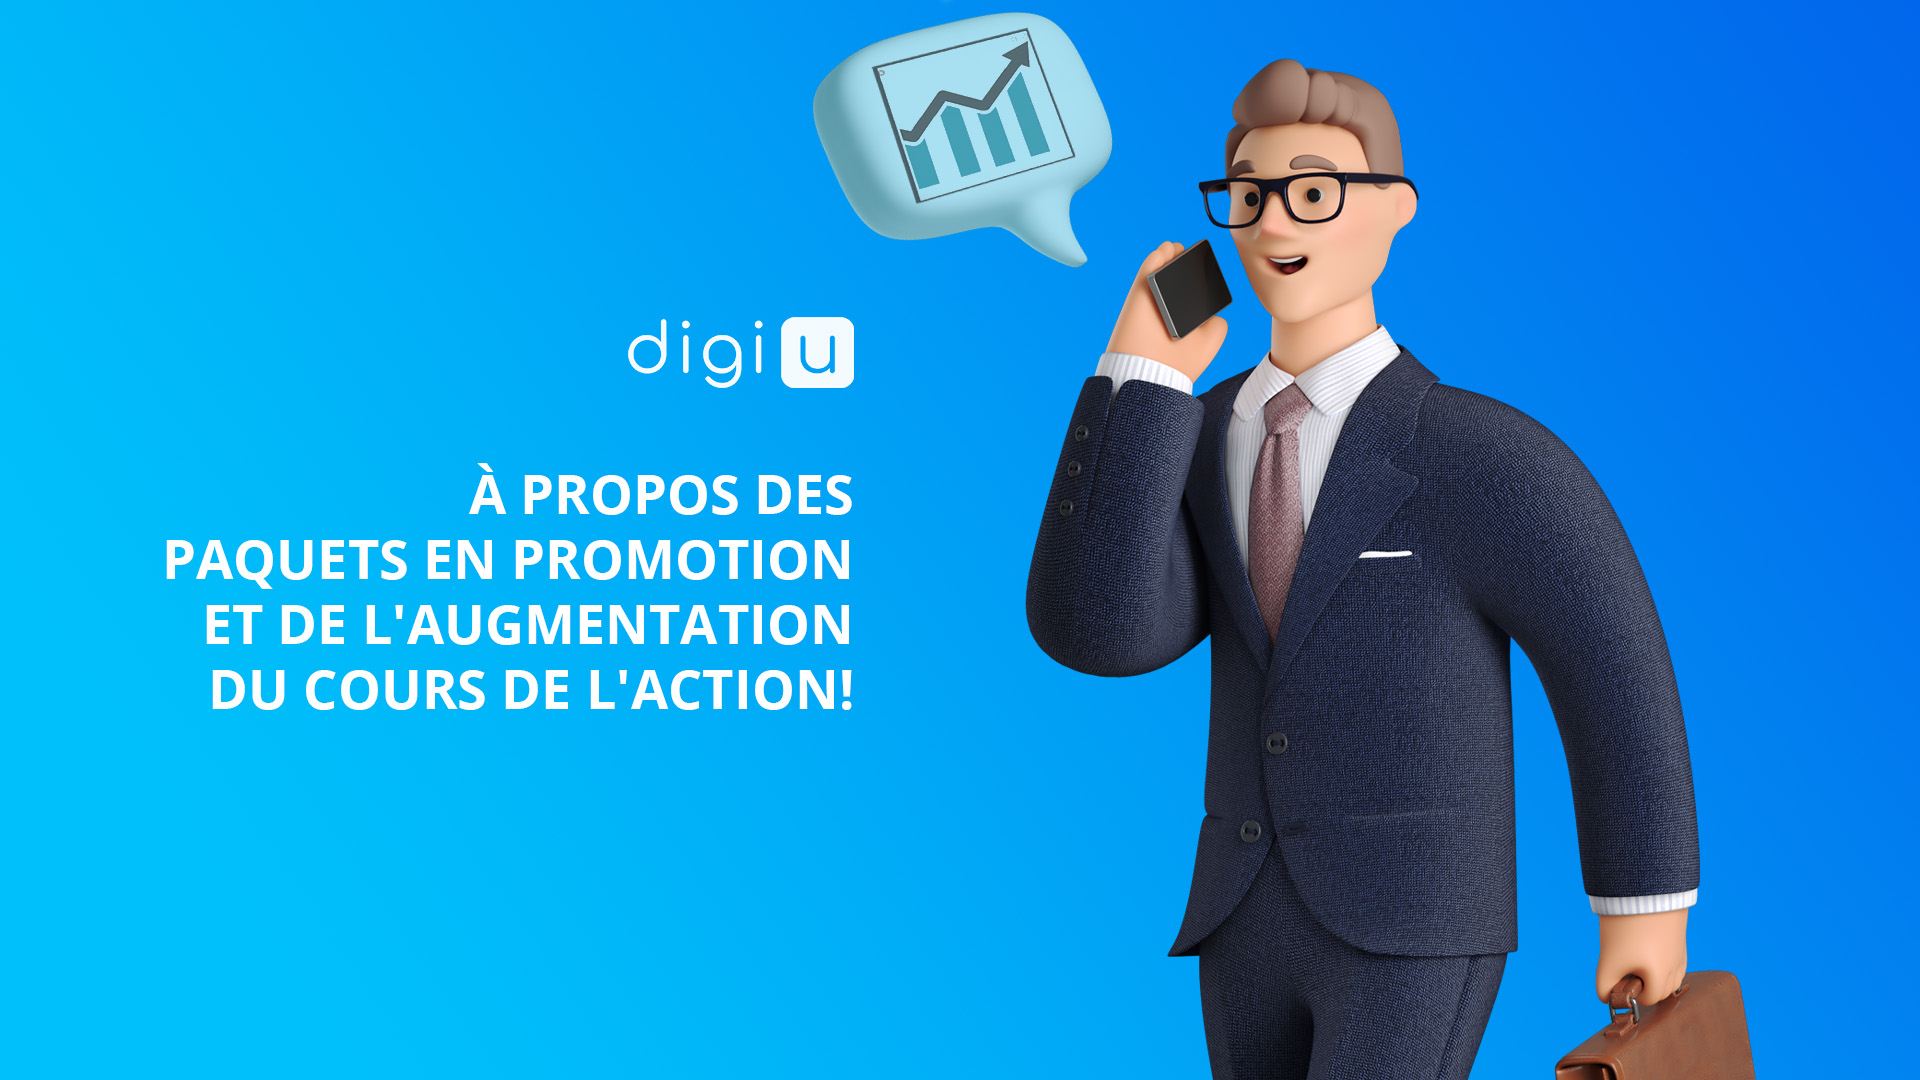 digi u
À PROPOS DES
PAQUETS EN PROMOTION
ET DE L'AUGMENTATION
DU COURS DE L'ACTION!